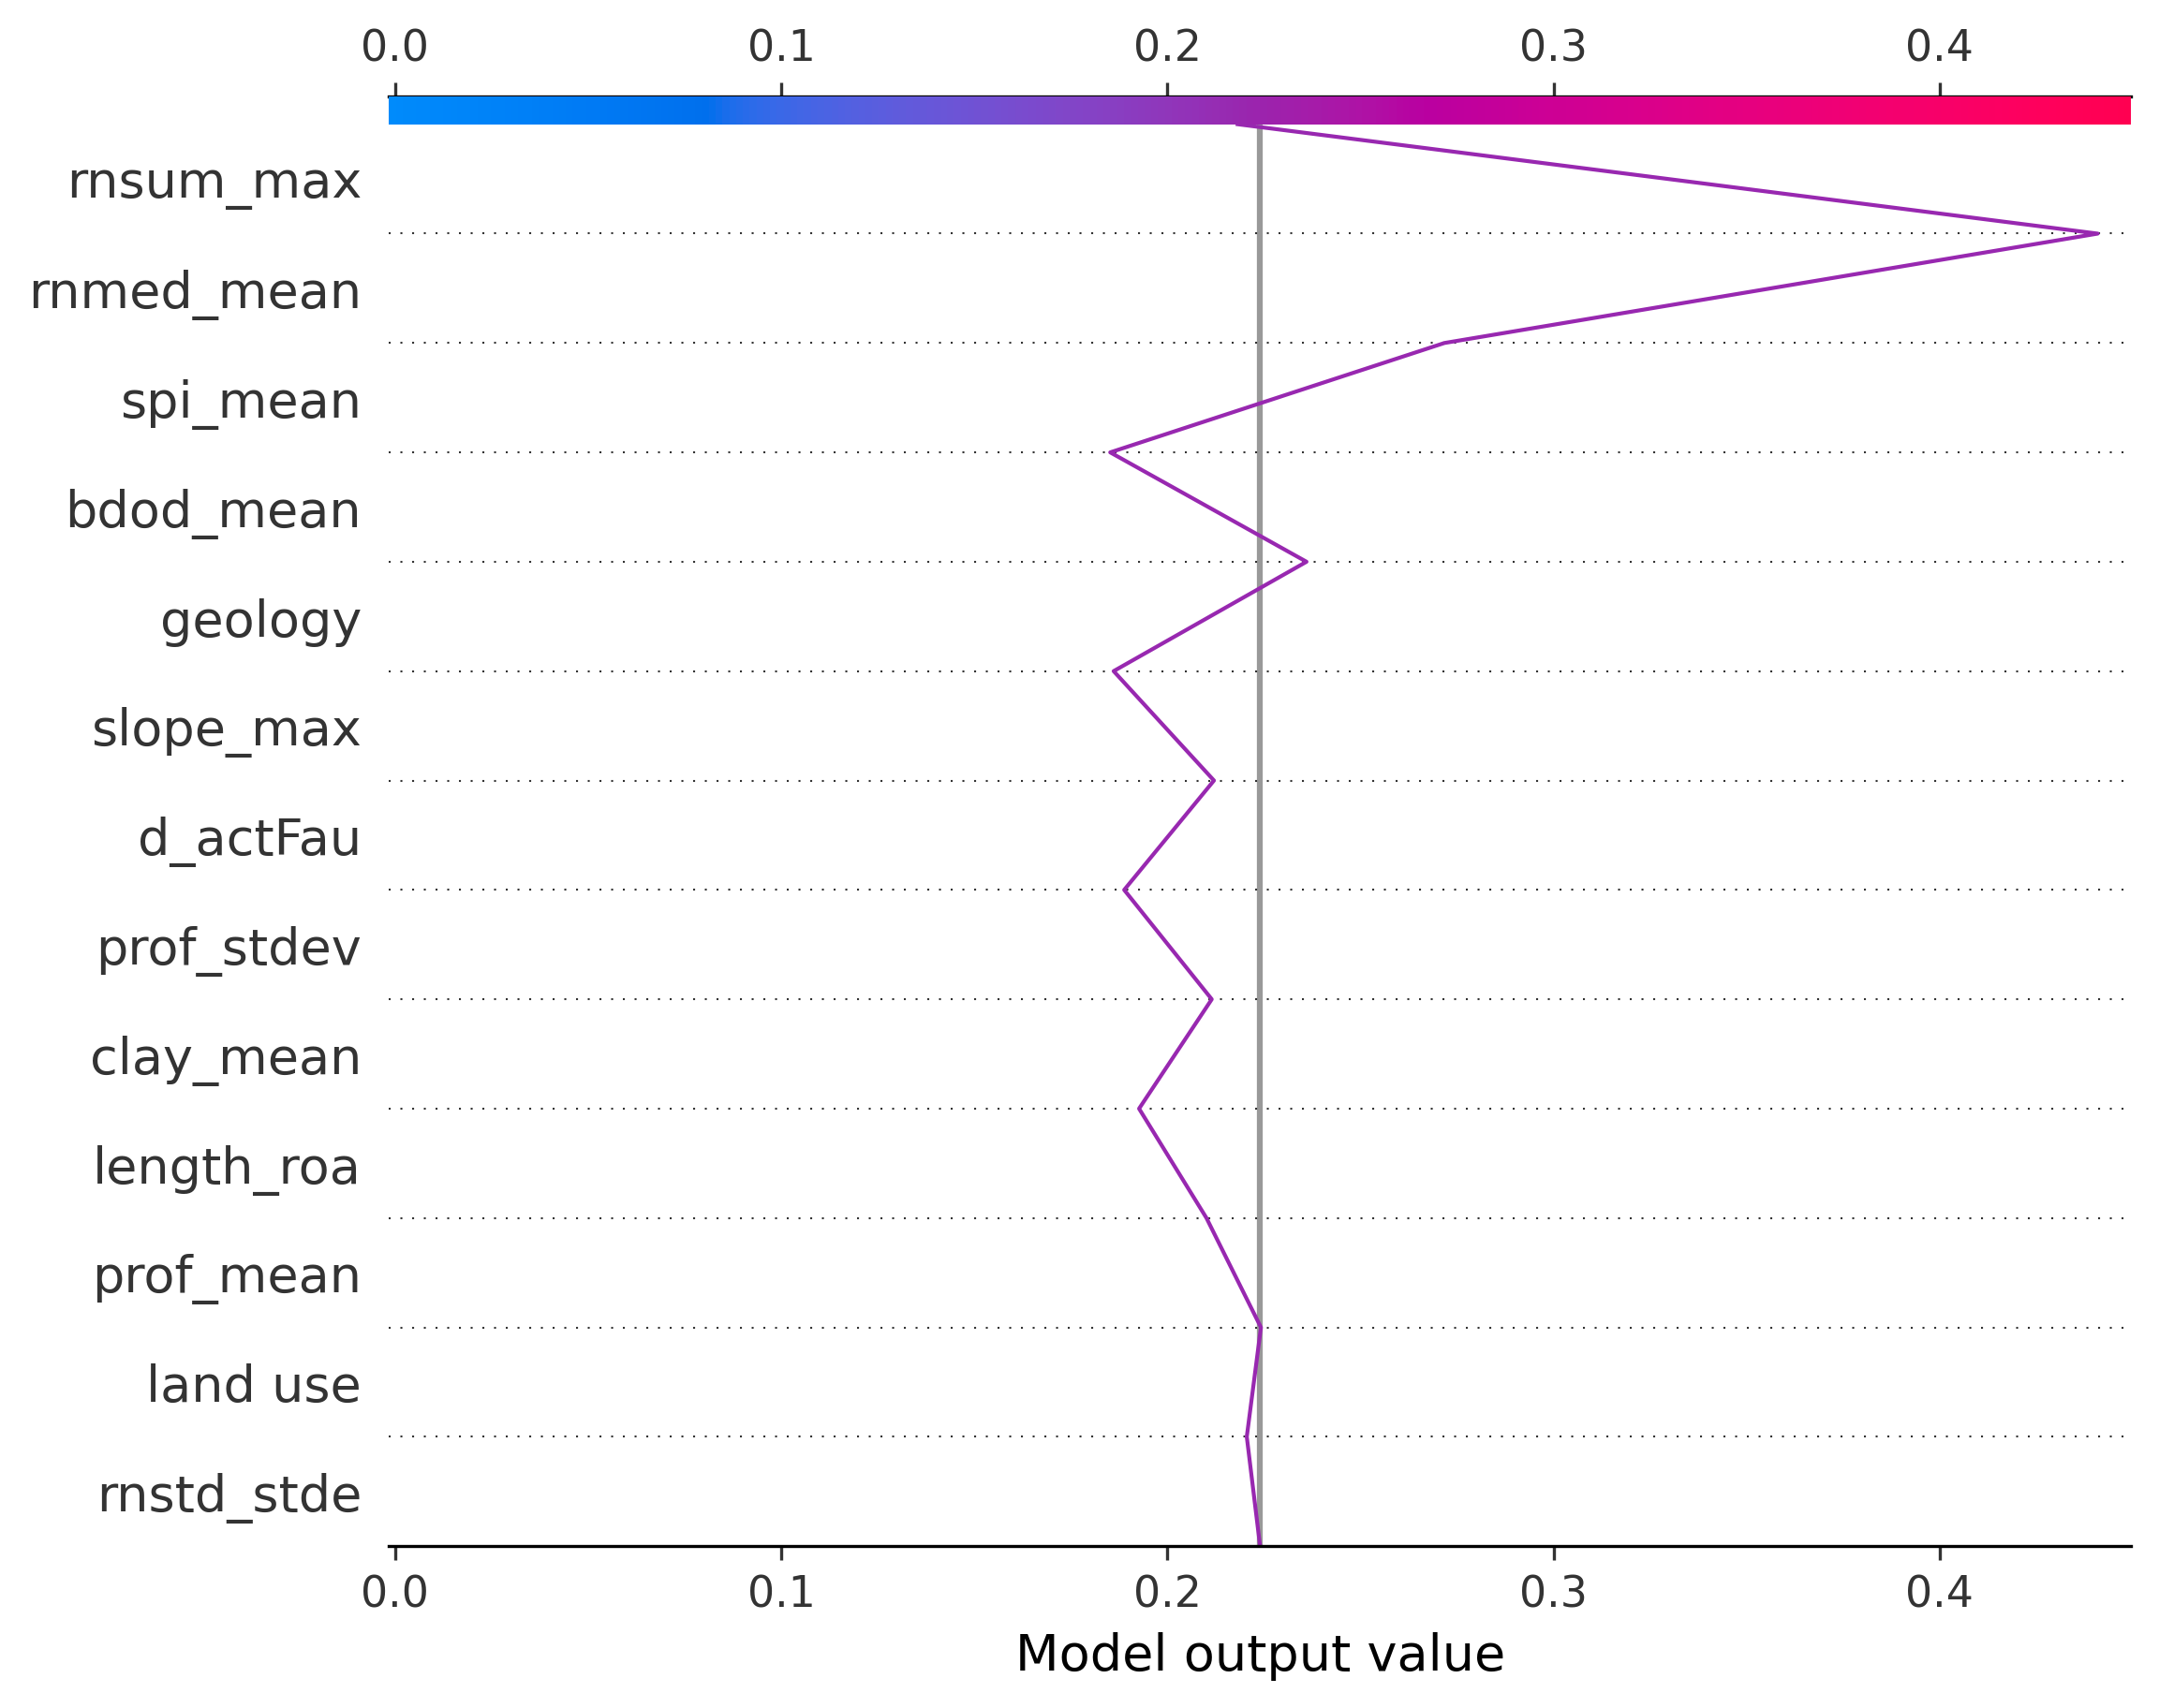 0.0 0.1 0.2 0.3 0.4
rnsum_max
rnmed_mean
spi_mean
bdod_mean
geology
slope_max
d_actFau
prof_stdev
clay_mean
length_roa
prof_mean
land use
rnstd_stde
0.0 0.1 0.2 0.3 0.4
Model output value